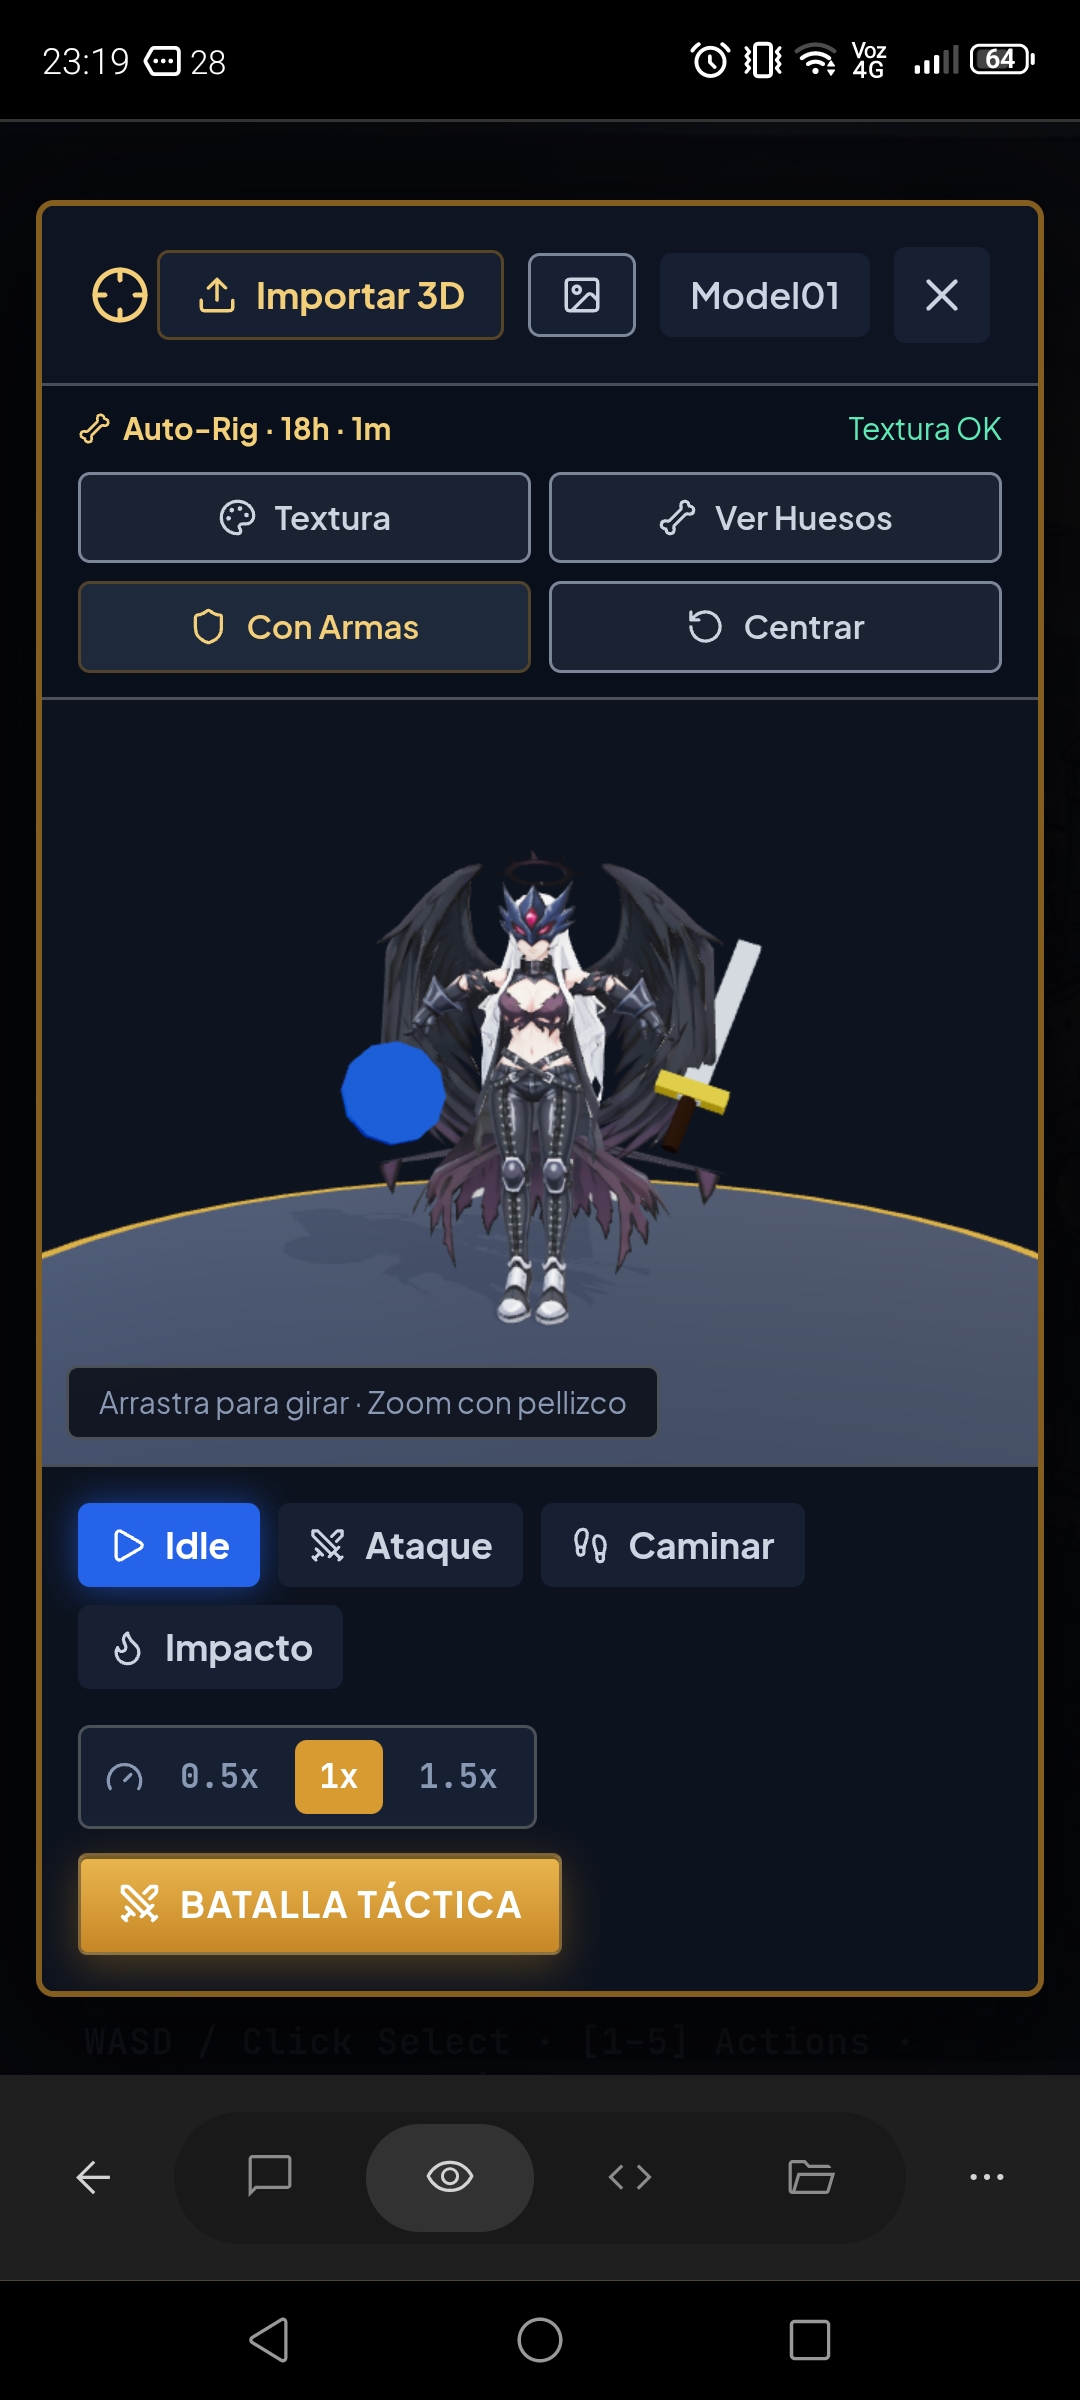 23:19 28 Voz 4G 64
Importar 3D Model01
Auto-Rig · 18h · 1m Textura OK
Textura Ver Huesos
Con Armas Centrar
Arrastra para girar · Zoom con pellizco
Idle Ataque Caminar
Impacto
0.5x 1x 1.5x
BATALLA TÁCTICA
WASD / Click Select · [1-5] Actions ·